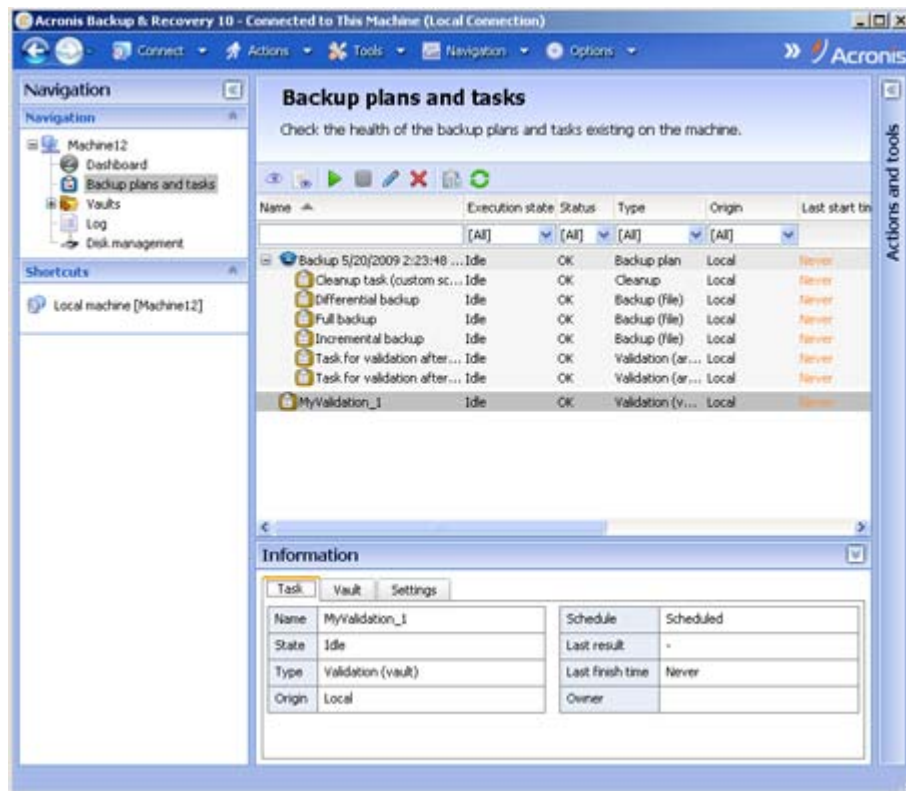 Acronis Backup & Recovery 10 - Connected to This Machine (Local Connection)
Connect Actions Tools Navigation Options » Acronis
Navigation
Navigation
Machine12
Dashboard
Backup plans and tasks
Vaults
Log
Disk management
Shortcuts
Local machine [Machine12]
Backup plans and tasks
Check the health of the backup plans and tasks existing on the machine.
Name Execution state Status Type Origin Last start tim
[All] [All] [All] [All]
Backup 5/20/2009 2:23:48 ... Idle OK Backup plan Local Never
Cleanup task (custom sc... Idle OK Cleanup Local Never
Differential backup Idle OK Backup (file) Local Never
Full backup Idle OK Backup (file) Local Never
Incremental backup Idle OK Backup (file) Local Never
Task for validation after... Idle OK Validation (ar... Local Never
Task for validation after... Idle OK Validation (ar... Local Never
MyValidation_1 Idle OK Validation (v... Local Never
Information
Task Vault Settings
Name MyValidation_1 Schedule Scheduled
State Idle Last result -
Type Validation (vault) Last finish time Never
Origin Local Owner
Actions and tools